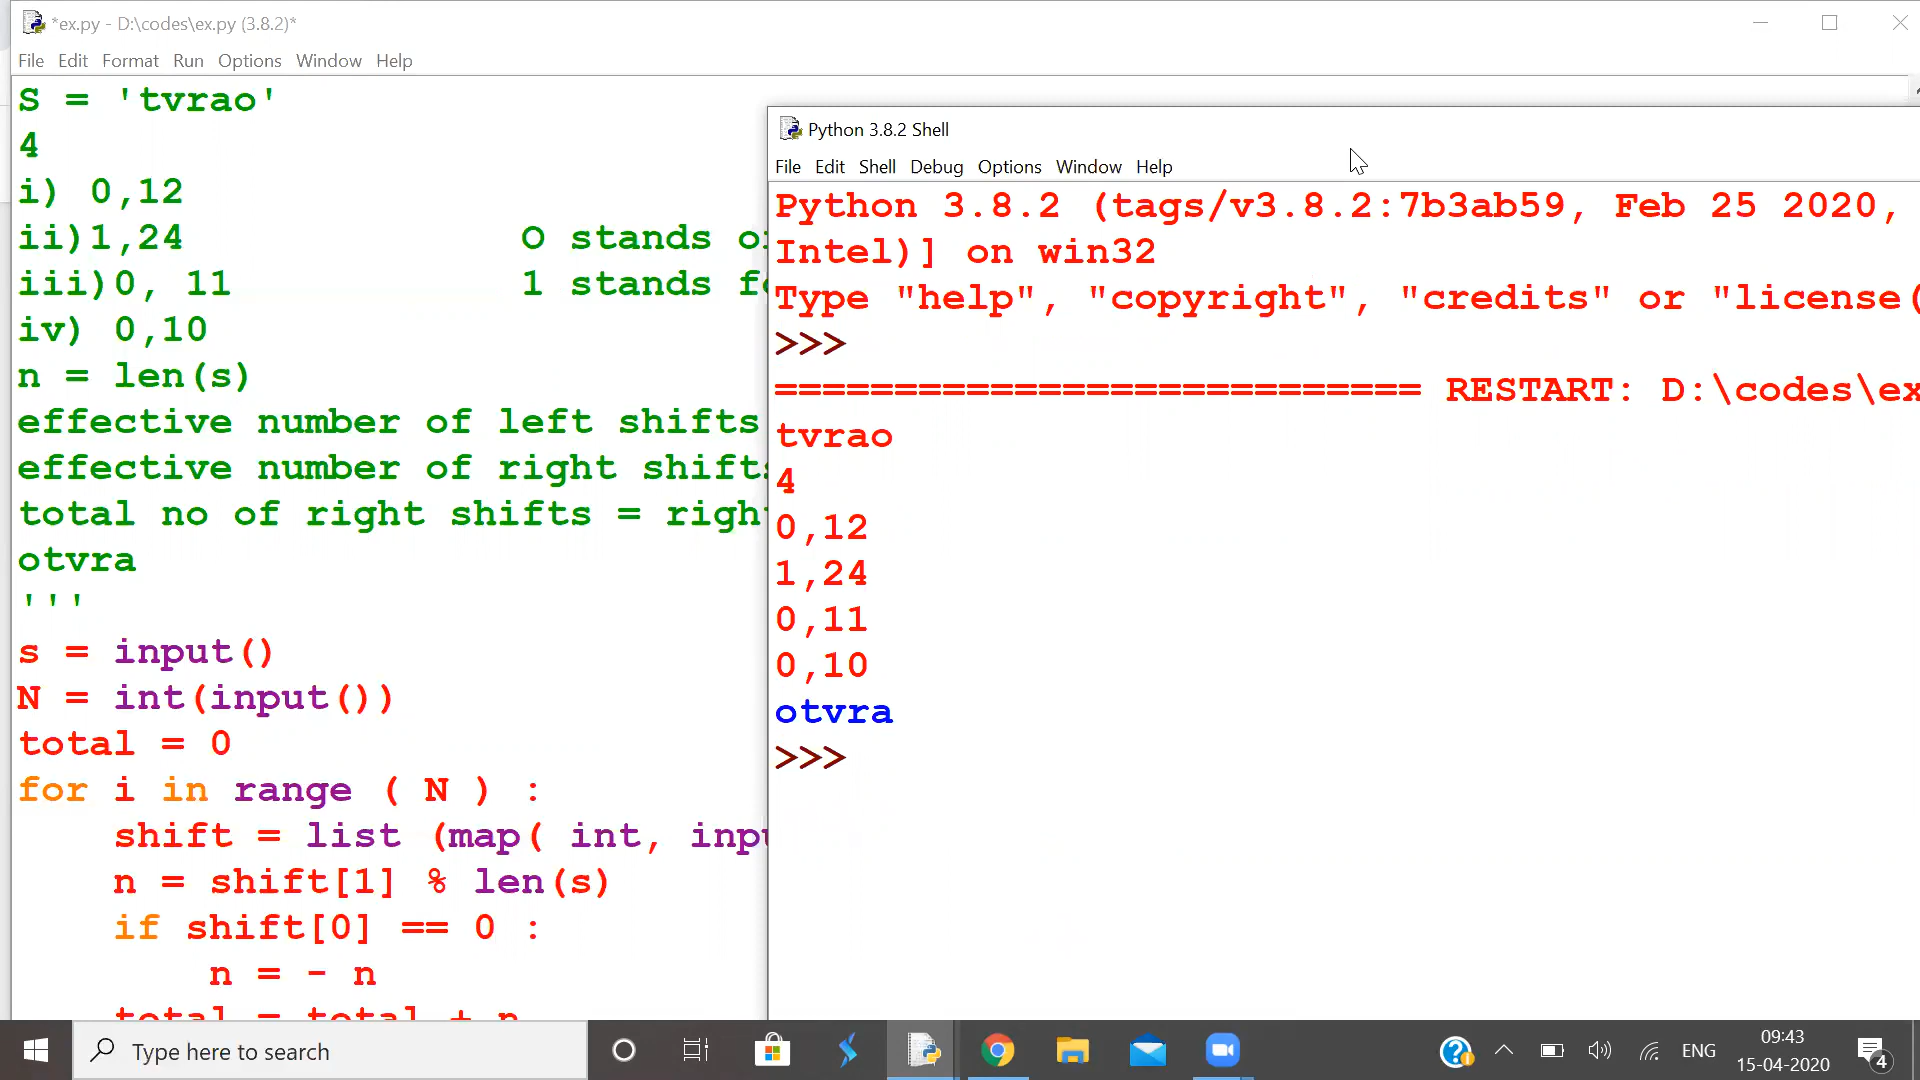 *ex.py - D:\codes\ex.py (3.8.2)*
File Edit Format Run Options Window Help
S = 'tvrao'
4
i) 0,12
ii)1,24 O stands
iii)0, 11 1 stands
iv) 0,10
n = len(s)
effective number of left shifts
effective number of right shifts
total no of right shifts =
otvra
'''
s = input()
N = int(input())
total = 0
for i in range ( N ) :
shift = list (map( int,
n = shift[1] % len(s)
if shift[0] == 0 :
n = - n
total = total + n
Python 3.8.2 Shell
File Edit Shell Debug Options Window Help
Python 3.8.2 (tags/v3.8.2:7b3ab59, Feb 25 2020,
Intel)] on win32
Type "help", "copyright", "credits" or "license(
>>>
=========================== RESTART: D:\codes\ex
tvrao
4
0,12
1,24
0,11
0,10
otvra
>>>
Type here to search
ENG
09:43
15-04-2020
4